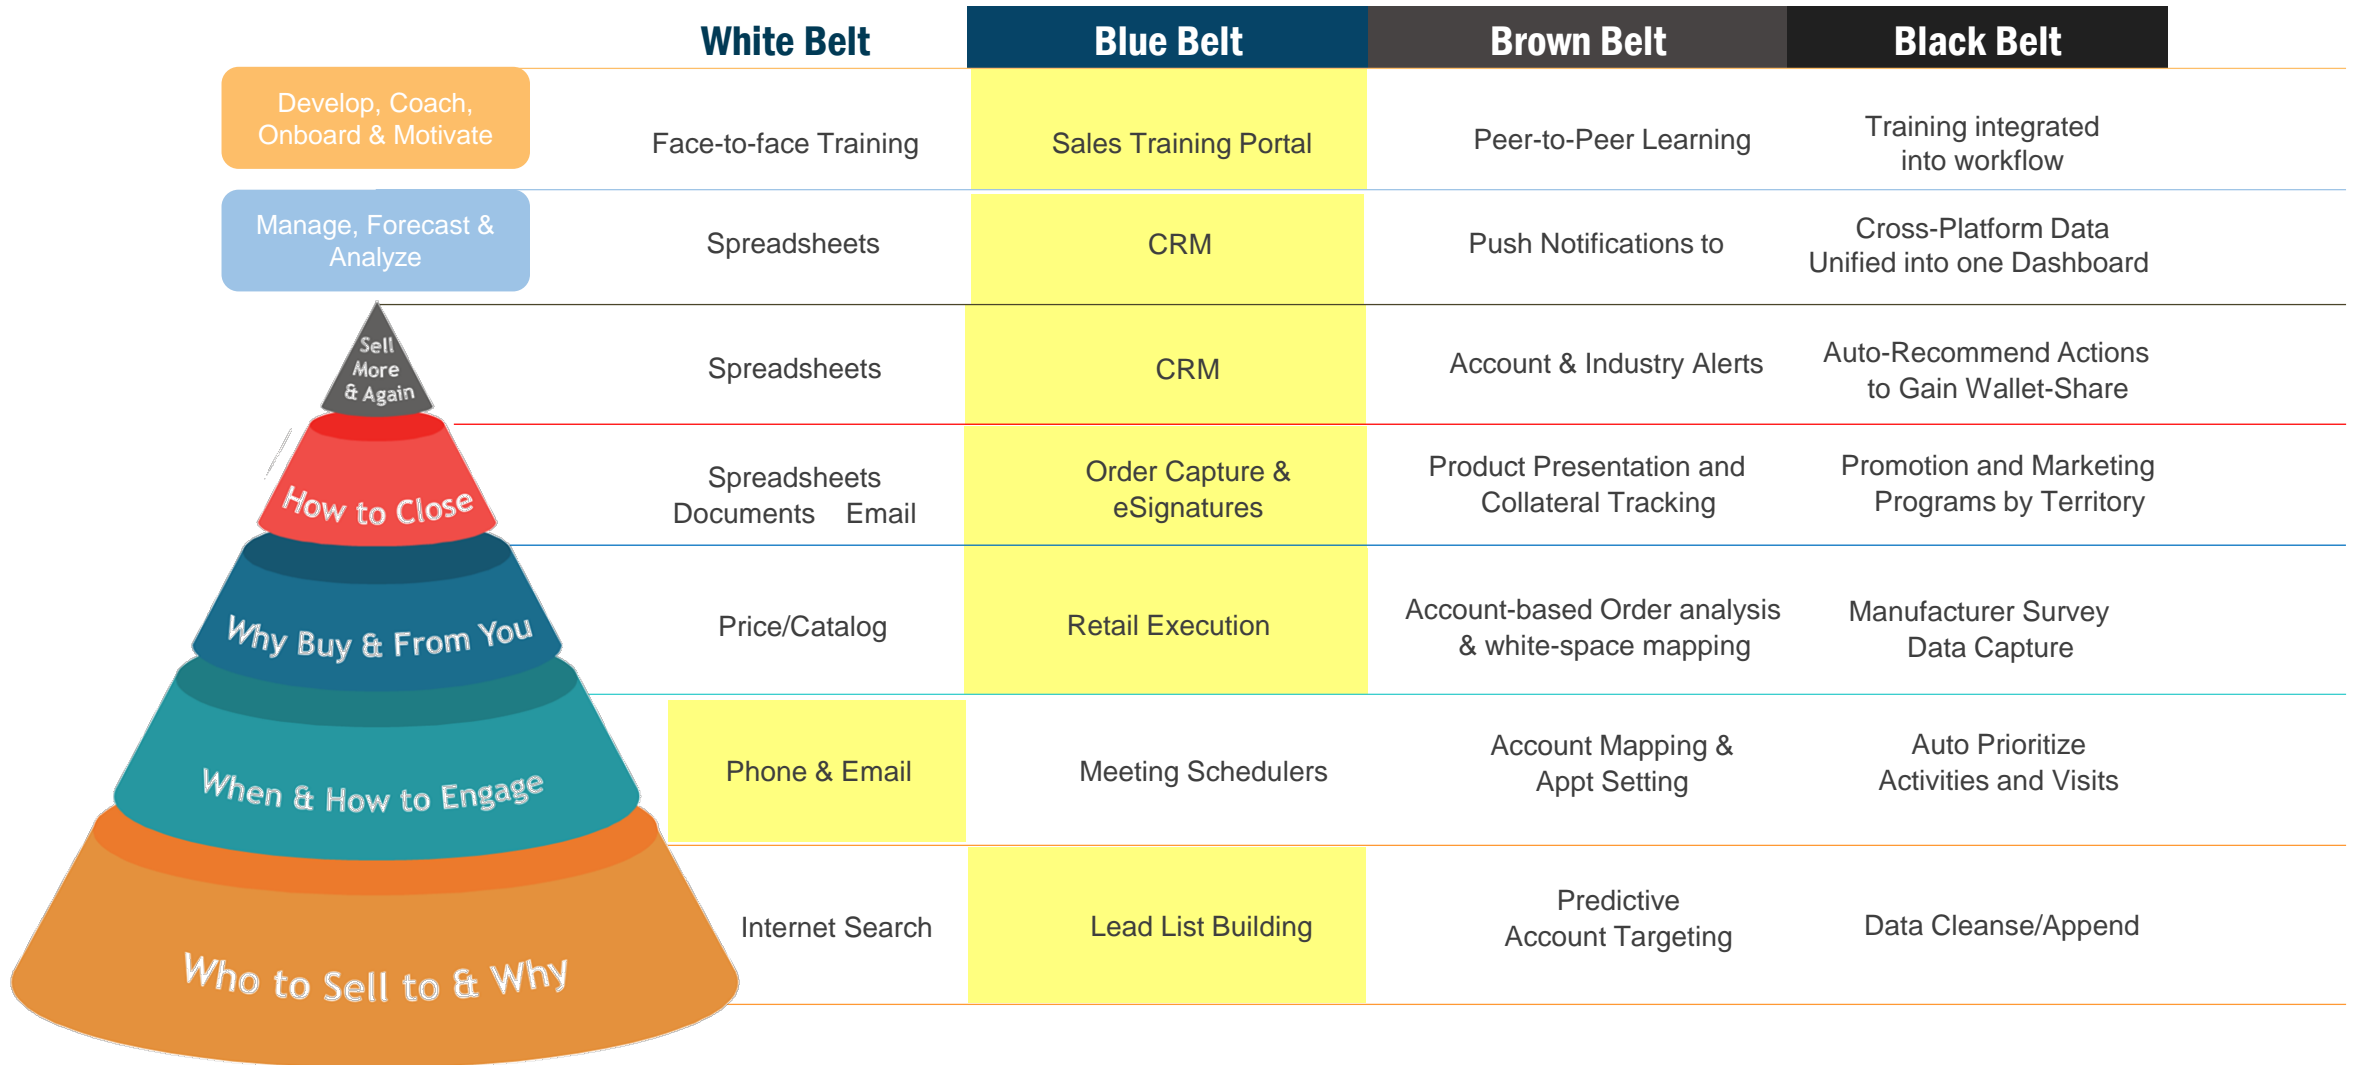 White Belt
Blue Belt
Brown Belt
Black Belt
Develop, Coach,
Onboard & Motivate
Face-to-face Training
Sales Training Portal
Peer-to-Peer Learning
Training integrated
into workflow
Manage, Forecast &
Analyze
Spreadsheets
CRM
Push Notifications to
Cross-Platform Data
Unified into one Dashboard
Sell
More
& Again
Spreadsheets
CRM
Account & Industry Alerts
Auto-Recommend Actions
to Gain Wallet-Share
How to Close
Spreadsheets
Documents Email
Order Capture &
eSignatures
Product Presentation and
Collateral Tracking
Promotion and Marketing
Programs by Territory
Why Buy & From You
Price/Catalog
Retail Execution
Account-based Order analysis
& white-space mapping
Manufacturer Survey
Data Capture
When & How to Engage
Phone & Email
Meeting Schedulers
Account Mapping &
Appt Setting
Auto Prioritize
Activities and Visits
Who to Sell to & Why
Internet Search
Lead List Building
Predictive
Account Targeting
Data Cleanse/Append